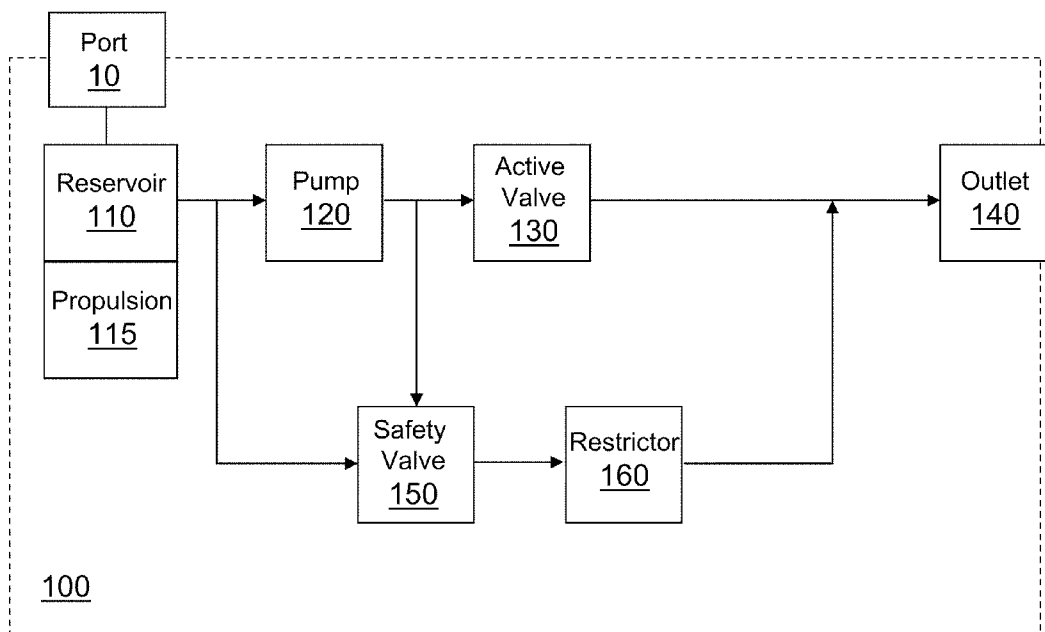 Port
10
Reservoir
110
Pump
120
Active
Valve
130
Outlet
140
Propulsion
115
Safety
Valve
150
Restrictor
160
100